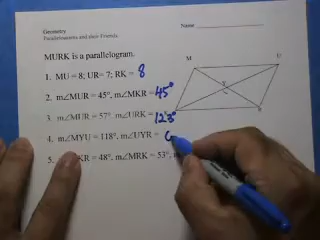 Geometry
Parallelograms and their Friends
Name
MURK is a parallelogram.
1. MU = 8; UR= 7; RK = 8
2. m∠MUR = 45°, m∠MKR = 45°
3. m∠MUR = 57° m∠URK = 123°
4. m∠MYU = 118°, m∠UYR =
5. KR = 48°, m∠MRK = 53°,
M
U